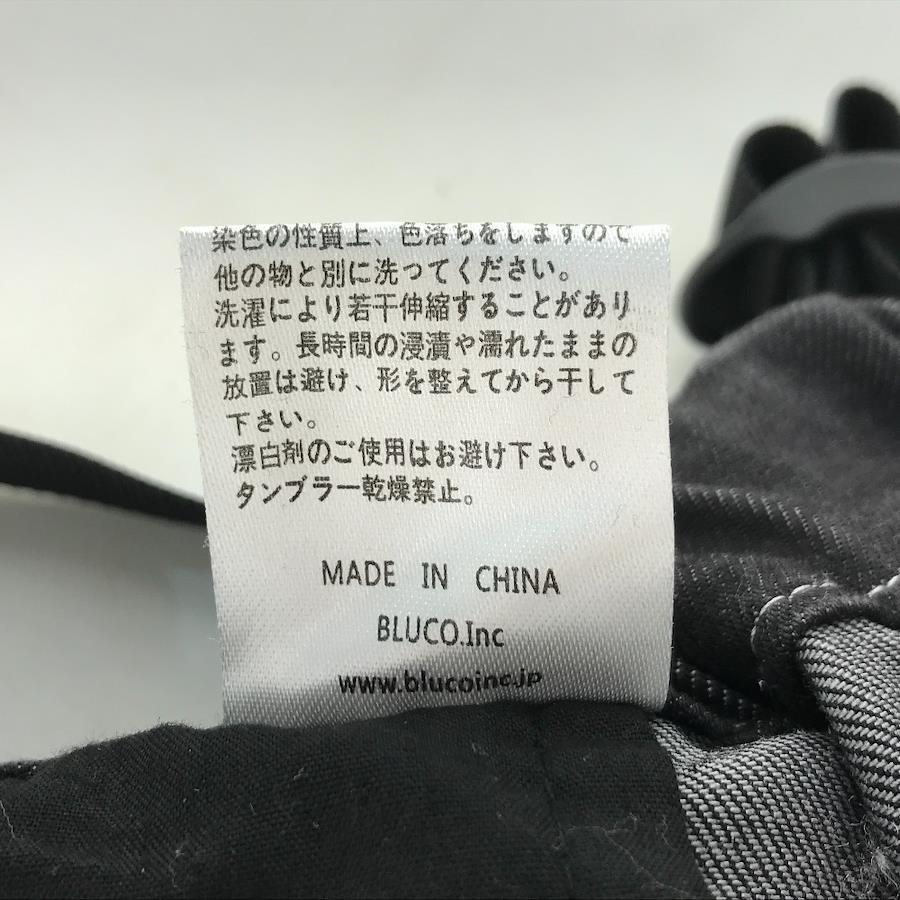 染色の性質上、色落ちをしますので
他の物と別に洗ってください。
洗濯により若干伸縮することがあり
ます。長時間の浸漬や濡れたままの
放置は避け、形を整えてから干して
下さい。
漂白剤のご使用はお避け下さい。
タンブラー乾燥禁止。
MADE IN CHINA
BLUCO.Inc
www.blucoinc.jp